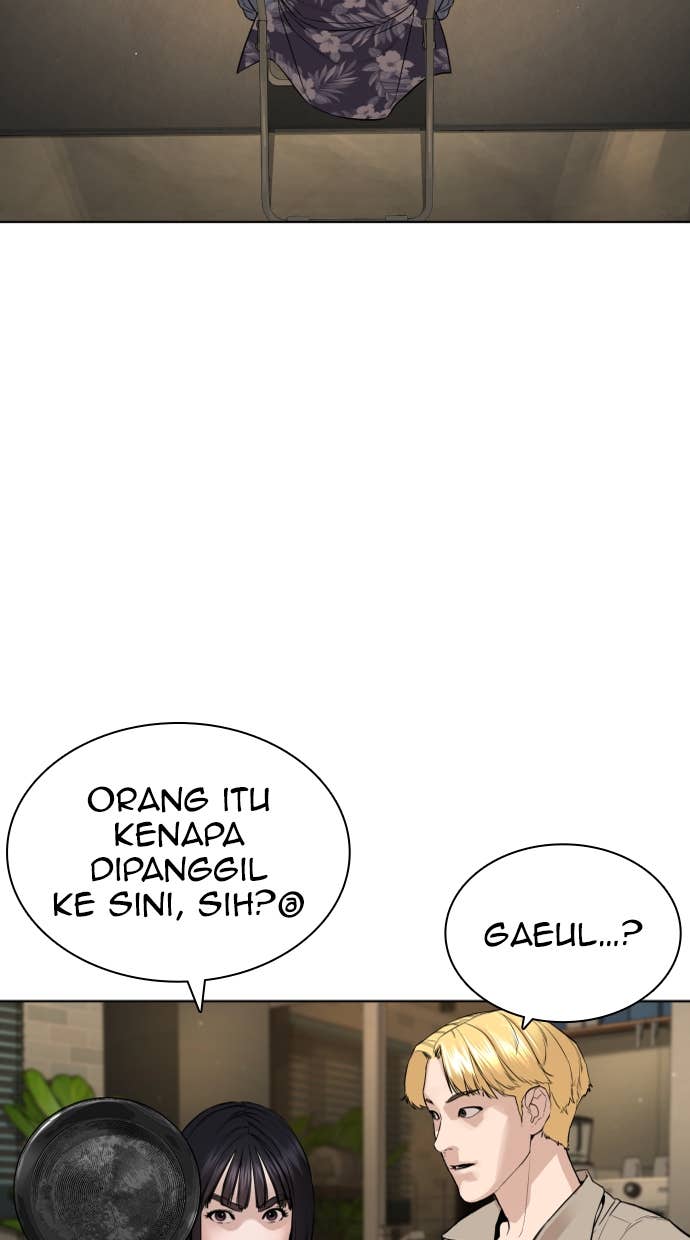 ORANG ITU
KENAPA
DIPANGGIL
KE SINI, SIH?@
GAEUL...?